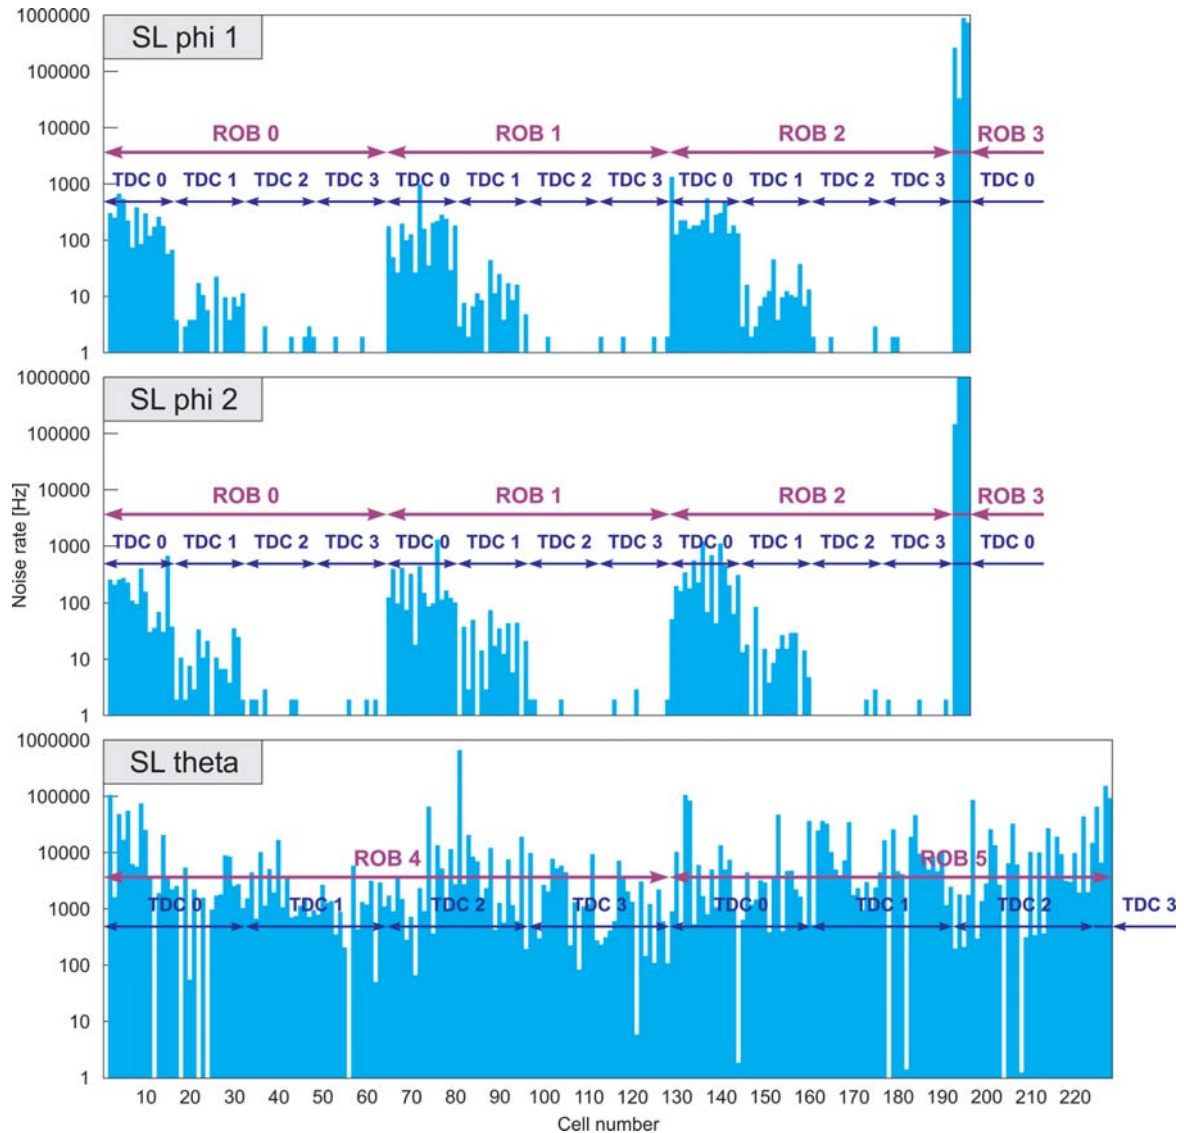 1000000
SL phi 1
100000
10000
ROB 0 ROB 1 ROB 2 ROB 3
1000
TDC 0 TDC 1 TDC 2 TDC 3 TDC 0 TDC 1 TDC 2 TDC 3 TDC 0 TDC 1 TDC 2 TDC 3 TDC 0
100
10
1
1000000
SL phi 2
100000
10000
ROB 0 ROB 1 ROB 2 ROB 3
1000
TDC 0 TDC 1 TDC 2 TDC 3 TDC 0 TDC 1 TDC 2 TDC 3 TDC 0 TDC 1 TDC 2 TDC 3 TDC 0
Noise rate [Hz]
100
10
1
1000000
SL theta
100000
10000
ROB 4 ROB 5
1000
TDC 0 TDC 1 TDC 2 TDC 3 TDC 0 TDC 1 TDC 2 TDC 3
100
10
1
10 20 30 40 50 60 70 80 90 100 110 120 130 140 150 160 170 180 190 200 210 220
Cell number